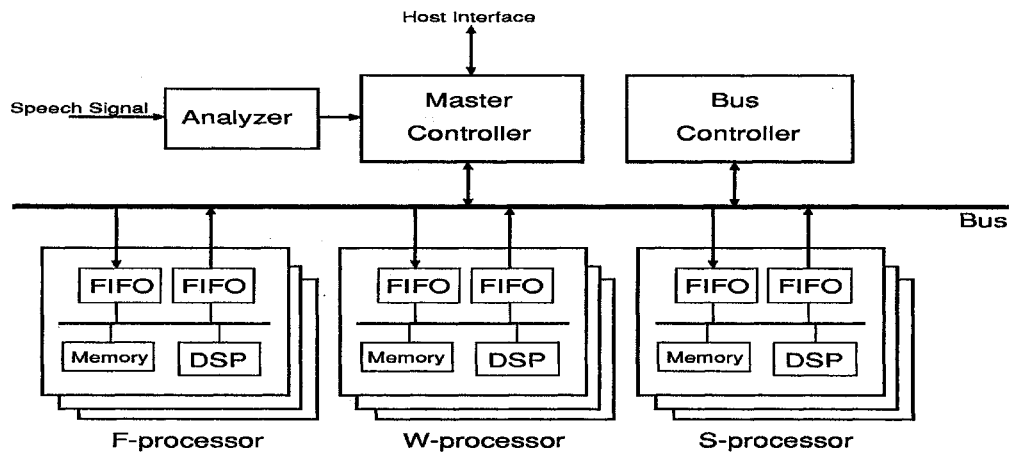 Host Interface
Speech Signal
Analyzer
Master
Controller
Bus
Controller
Bus
FIFO FIFO
Memory DSP
F-processor
FIFO FIFO
Memory DSP
W-processor
FIFO FIFO
Memory DSP
S-processor